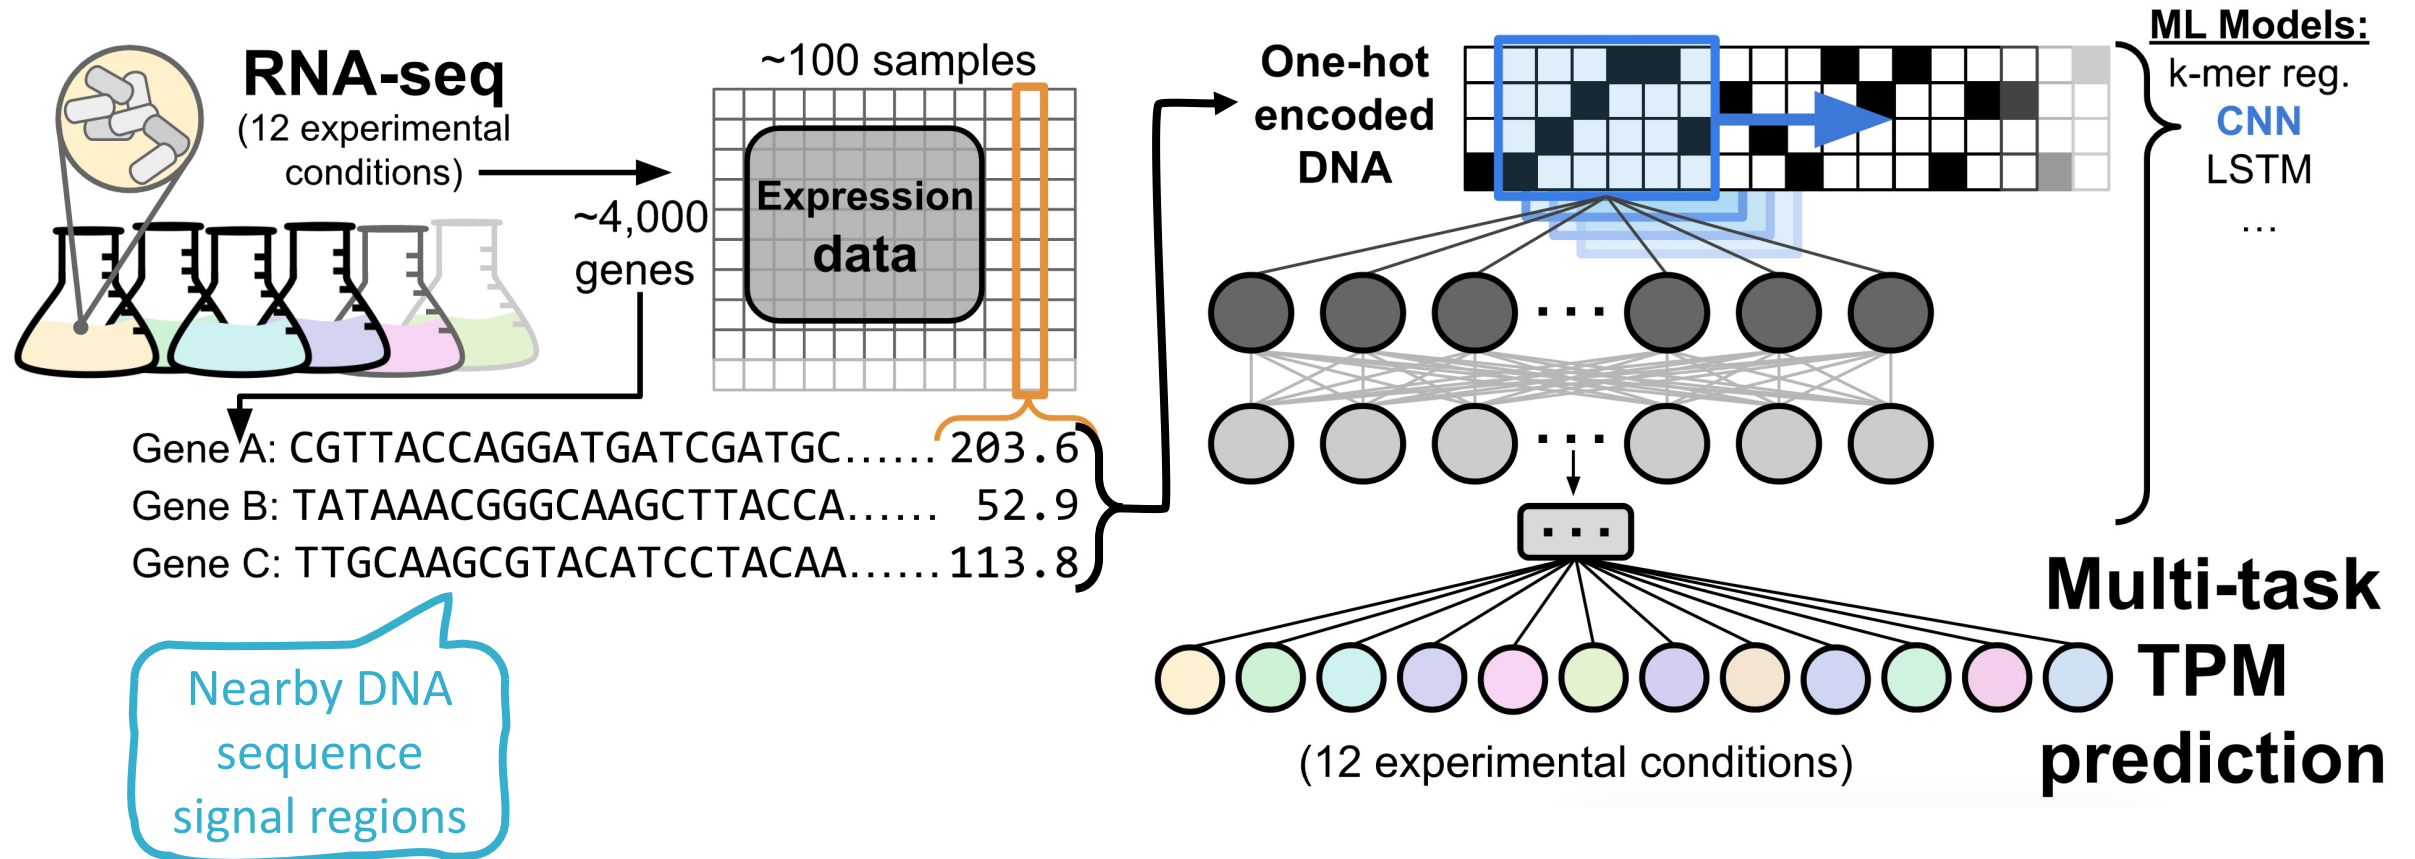 RNA-seq
(12 experimental
conditions)
~100 samples
~4,000
genes
Expression
data
Gene A: CGTTACCAGGATGATCGATGC...... 203.6
Gene B: TATAAACGGGCAAGCTTACCA...... 52.9
Gene C: TTGCAAGCGTACATCCTACAA...... 113.8
Nearby DNA
sequence
signal regions
One-hot
encoded
DNA
ML Models:
k-mer reg.
CNN
LSTM
...
...
...
...
Multi-task
TPM
prediction
(12 experimental conditions)